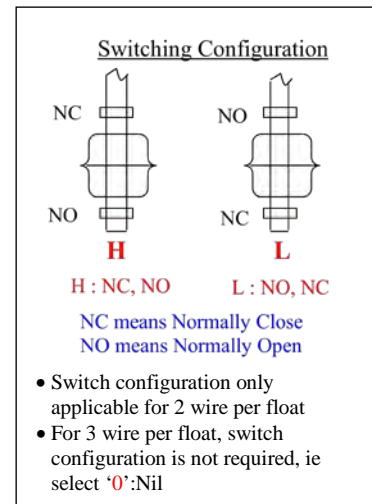 Switching Configuration
NC NO
NO NC
H L
H : NC, NO L : NO, NC
NC means Normally Close
NO means Normally Open
• Switch configuration only
applicable for 2 wire per float
• For 3 wire per float, switch
configuration is not required, ie
select ‘0’:Nil